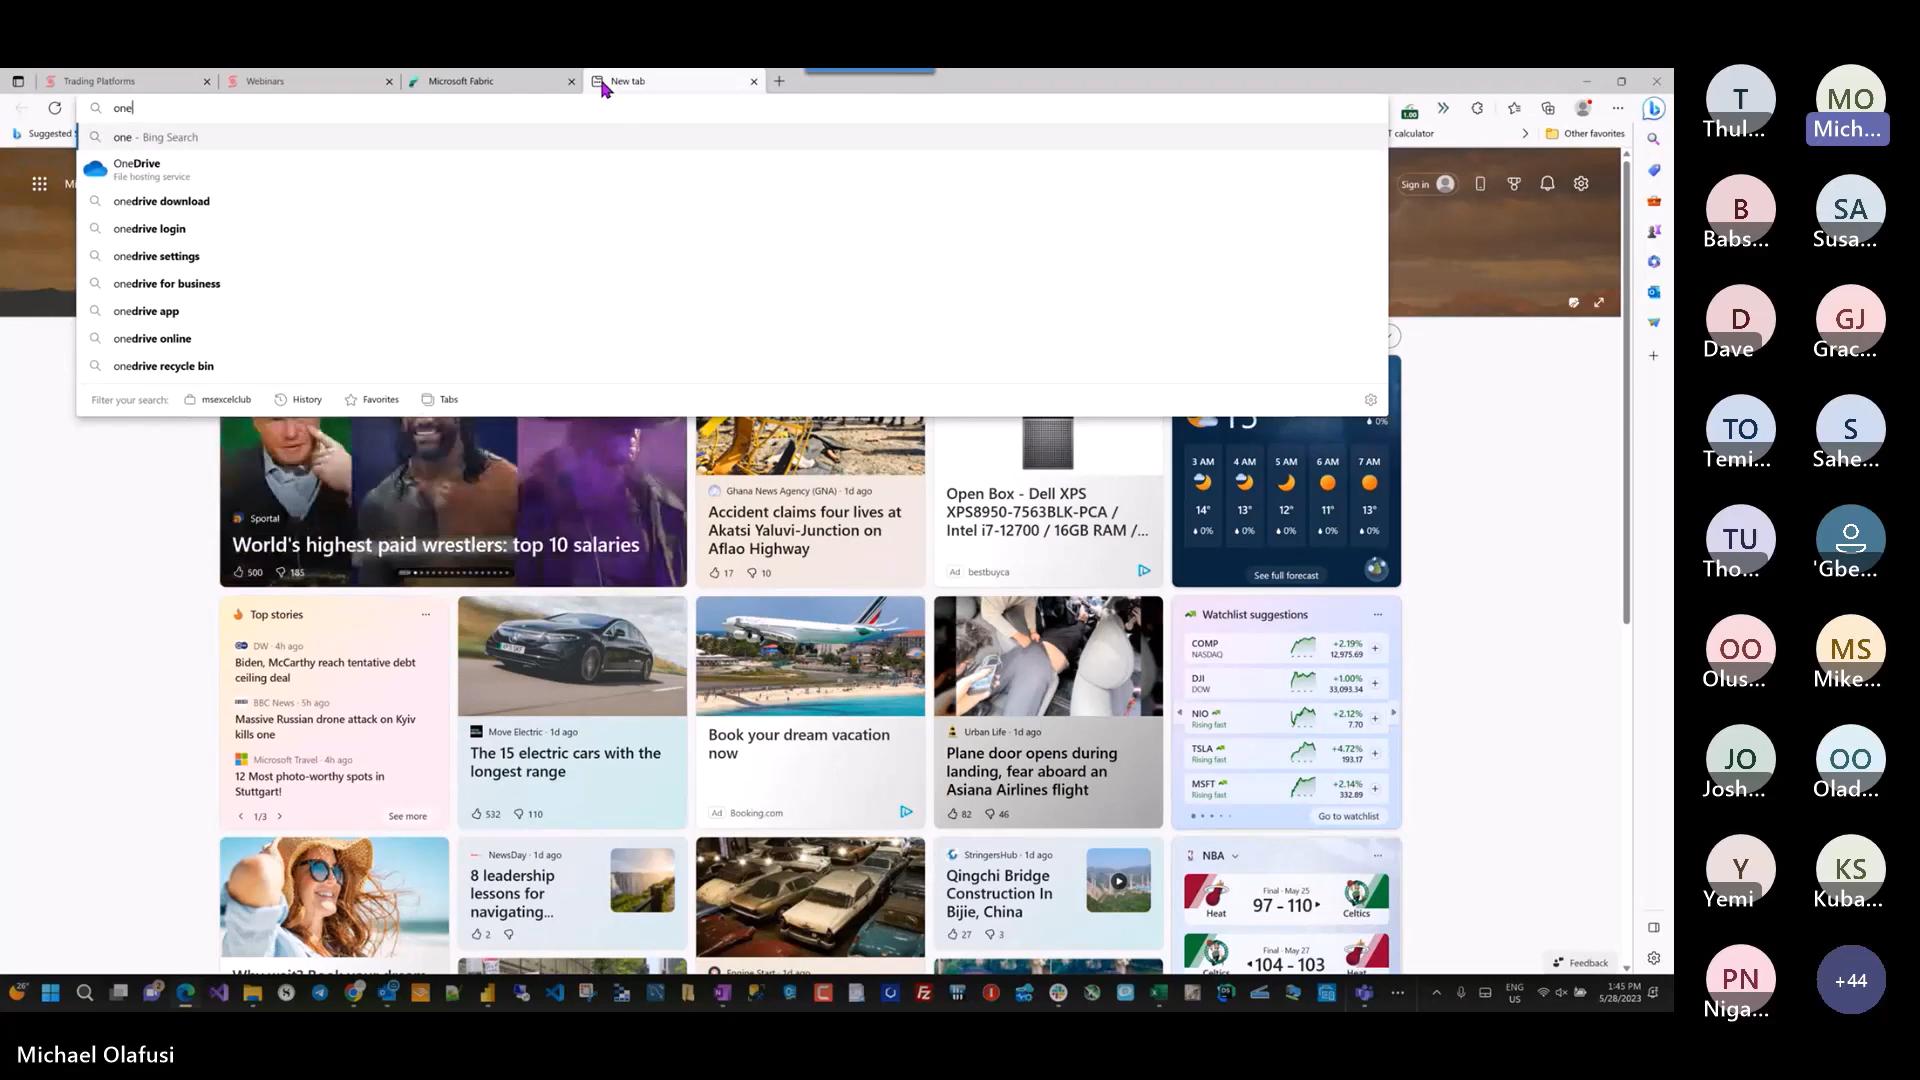 Trading Platforms
Webinars
Microsoft Fabric
New tab
one
one - Bing Search
OneDrive
File hosting service
onedrive download
onedrive login
onedrive settings
onedrive for business
onedrive app
onedrive online
onedrive recycle bin
Filter your search:
msexcelclub
History
Favorites
Tabs
1.00
Suggested
T calculator
Other favorites
Mi
Sign in
Sportal
World's highest paid wrestlers: top 10 salaries
500
185
Ghana News Agency (GNA) · 1d ago
Accident claims four lives at
Akatsi Yaluvi-Junction on
Aflao Highway
17
10
Open Box - Dell XPS
XPS8950-7563BLK-PCA /
Intel i7-12700 / 16GB RAM /...
Ad
bestbuyca
0%
3 AM
4 AM
5 AM
6 AM
7 AM
14°
13°
12°
11°
13°
0%
0%
0%
0%
0%
See full forecast
Top stories
DW · 4h ago
Biden, McCarthy reach tentative debt
ceiling deal
BBC News · 5h ago
Massive Russian drone attack on Kyiv
kills one
Microsoft Travel · 4h ago
12 Most photo-worthy spots in
Stuttgart!
1/3
See more
Move Electric · 1d ago
The 15 electric cars with the
longest range
532
110
Book your dream vacation
now
Ad
Booking.com
Urban Life · 1d ago
Plane door opens during
landing, fear aboard an
Asiana Airlines flight
82
46
Watchlist suggestions
COMP
NASDAQ
+2.19%
12,975.69
DJI
DOW
+1.00%
33,093.34
NIO
Rising fast
+2.12%
7.70
TSLA
Rising fast
+4.72%
193.17
MSFT
Rising fast
+2.14%
332.89
Go to watchlist
NewsDay · 1d ago
8 leadership
lessons for
navigating...
2
StringersHub · 1d ago
Qingchi Bridge
Construction In
Bijie, China
27
3
NBA
Final · May 25
Heat
97 - 110
Celtics
Final · May 27
104 - 103
Feedback
26°
ENG
US
1:45 PM
5/28/2023
T
Thul...
MO
Mich...
B
Babs...
SA
Susa...
D
Dave
GJ
Grac...
TO
Temi...
S
Sahe...
TU
Tho...
'Gbe...
OO
Olus...
MS
Mike...
JO
Josh...
OO
Olad...
Y
Yemi
KS
Kuba...
PN
Niga...
+44
Michael Olafusi